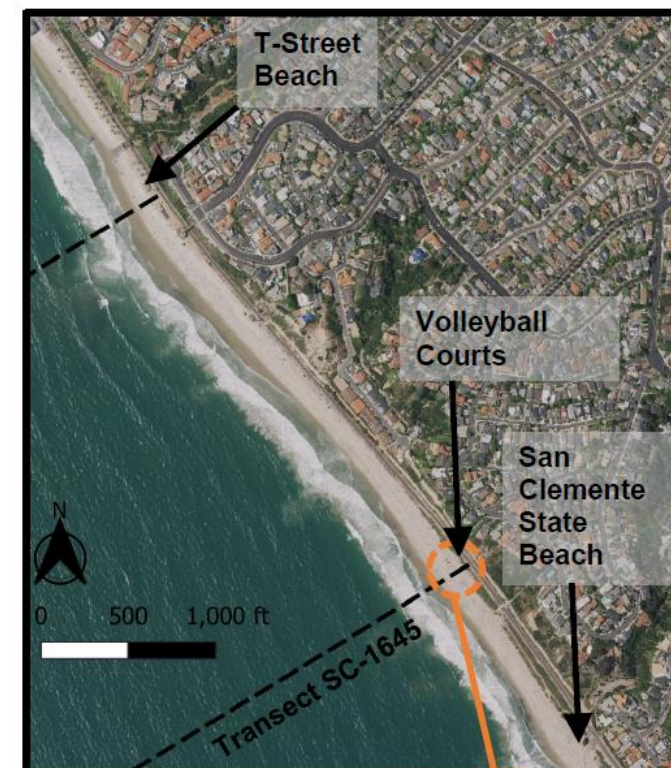 T-Street
Beach
Volleyball
Courts
San
Clemente
State
Beach
N
0 500 1,000 ft
Transect SC-1645